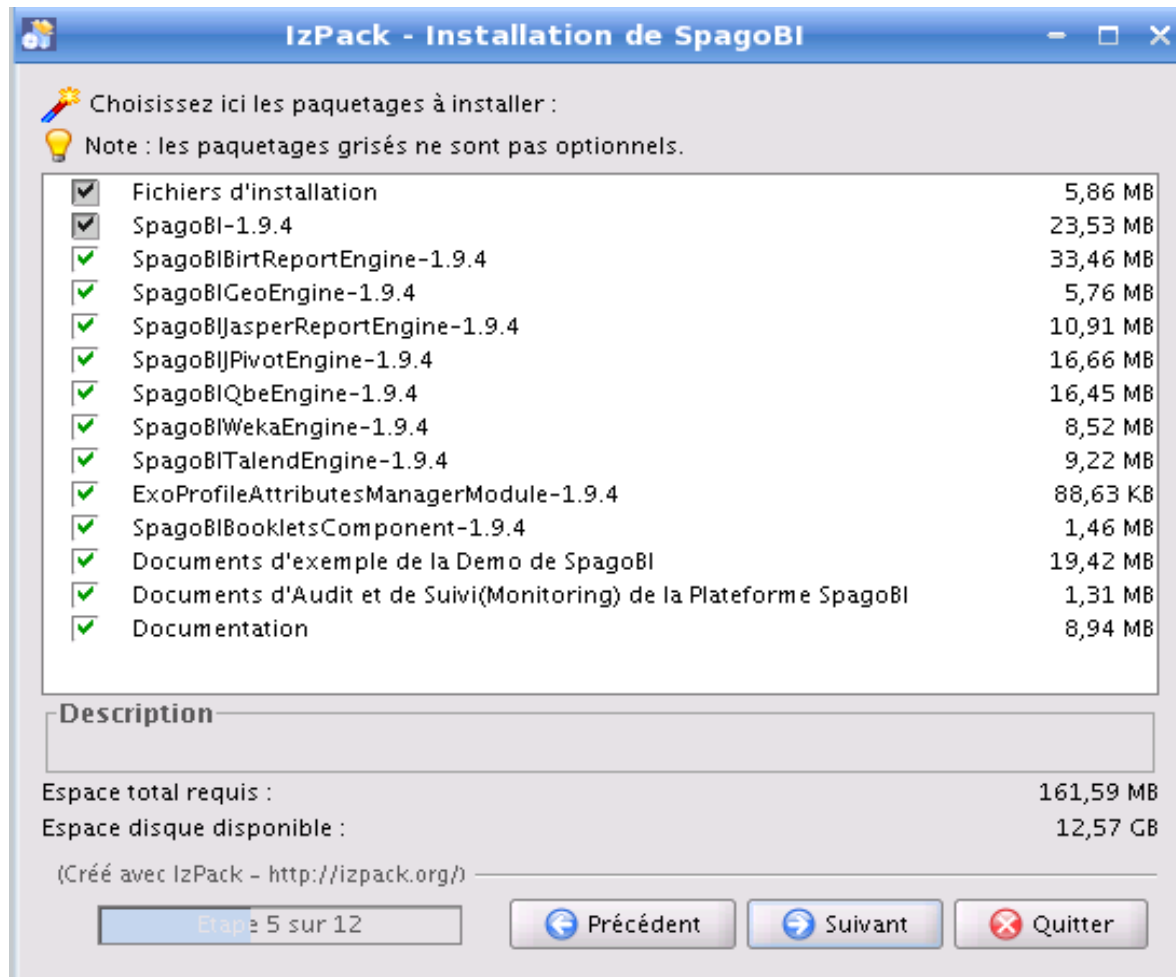 IzPack - Installation de SpagoBI
Choisissez ici les paquetages à installer :
Note : les paquetages grisés ne sont pas optionnels.
Fichiers d'installation 5,86 MB
SpagoBI-1.9.4 23,53 MB
SpagoBIBirtReportEngine-1.9.4 33,46 MB
SpagoBIGeoEngine-1.9.4 5,76 MB
SpagoBIJasperReportEngine-1.9.4 10,91 MB
SpagoBIJPivotEngine-1.9.4 16,66 MB
SpagoBIQbeEngine-1.9.4 16,45 MB
SpagoBIWekaEngine-1.9.4 8,52 MB
SpagoBITalendEngine-1.9.4 9,22 MB
ExoProfileAttributesManagerModule-1.9.4 88,63 KB
SpagoBIBookletsComponent-1.9.4 1,46 MB
Documents d'exemple de la Demo de SpagoBI 19,42 MB
Documents d'Audit et de Suivi(Monitoring) de la Plateforme SpagoBI 1,31 MB
Documentation 8,94 MB
Description
Espace total requis : 161,59 MB
Espace disque disponible : 12,57 GB
(Créé avec IzPack - http://izpack.org/)
Etape 5 sur 12 Précédent Suivant Quitter